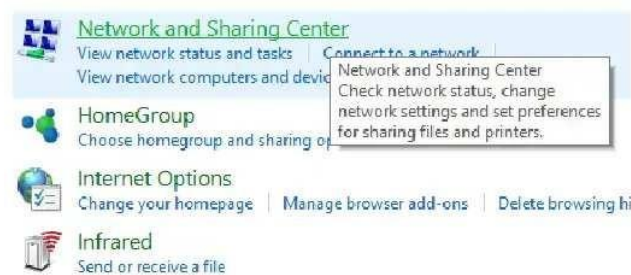 Network and Sharing Center
View network status and tasks Connect to a network
View network computers and devic
Network and Sharing Center
Check network status, change
network settings and set preferences
for sharing files and printers.
HomeGroup
Choose homegroup and sharing op
Internet Options
Change your homepage Manage browser add-ons Delete browsing hi
Infrared
Send or receive a file